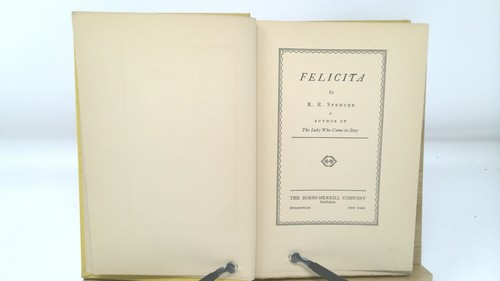 FELICITA
by
R. E. SPENCER
AUTHOR OF
The Lady Who Came to Stay
THE BOBBS-MERRILL COMPANY
Publishers
INDIANAPOLIS NEW YORK